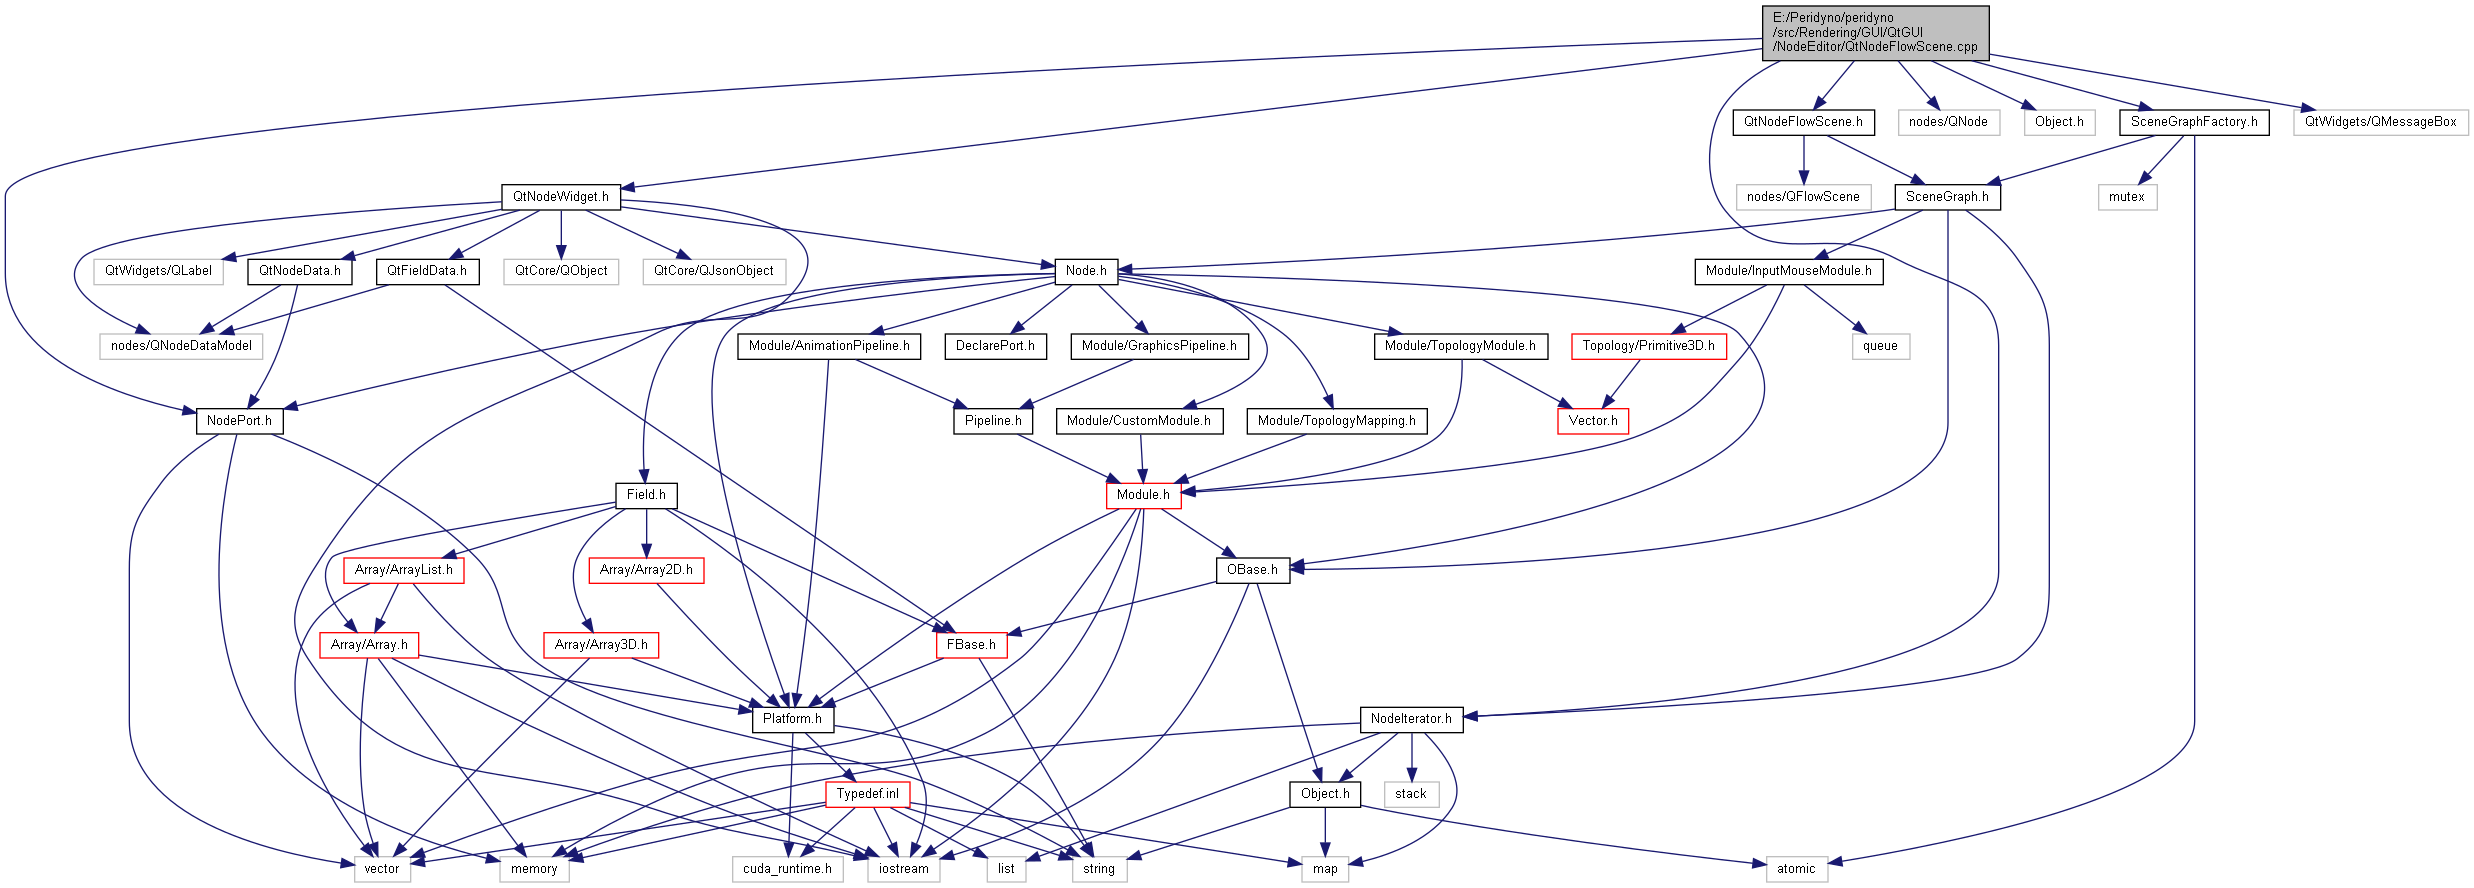 E:/Peridyno/peridyno
/src/Rendering/GUI/QtGUI
/NodeEditor/QtNodeFlowScene.cpp
QtNodeFlowScene.h
nodes/QNode
Object.h
SceneGraphFactory.h
QtWidgets/QMessageBox
QtNodeWidget.h
nodes/QFlowScene
SceneGraph.h
mutex
QtWidgets/QLabel
QtNodeData.h
QtFieldData.h
QtCore/QObject
QtCore/QJsonObject
Node.h
Module/InputMouseModule.h
nodes/QNodeDataModel
Module/AnimationPipeline.h
DeclarePort.h
Module/GraphicsPipeline.h
Module/TopologyModule.h
Topology/Primitive3D.h
queue
NodePort.h
Pipeline.h
Module/CustomModule.h
Module/TopologyMapping.h
Vector.h
Field.h
Module.h
Array/ArrayList.h
Array/Array2D.h
OBase.h
Array/Array.h
Array/Array3D.h
FBase.h
Platform.h
NodeIterator.h
Typedef.inl
Object.h
stack
vector
memory
cuda_runtime.h
iostream
list
string
map
atomic